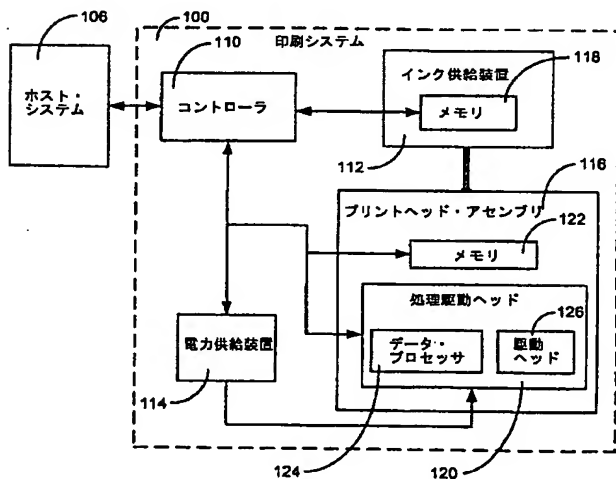 106
100
110
印刷システム
ホスト・
システム
コントローラ
インク供給装置
118
メモリ
112
116
プリントヘッド・アセンブリ
122
メモリ
処理駆動ヘッド
126
データ・
プロセッサ
駆動
ヘッド
電力供給装置
114
124
120